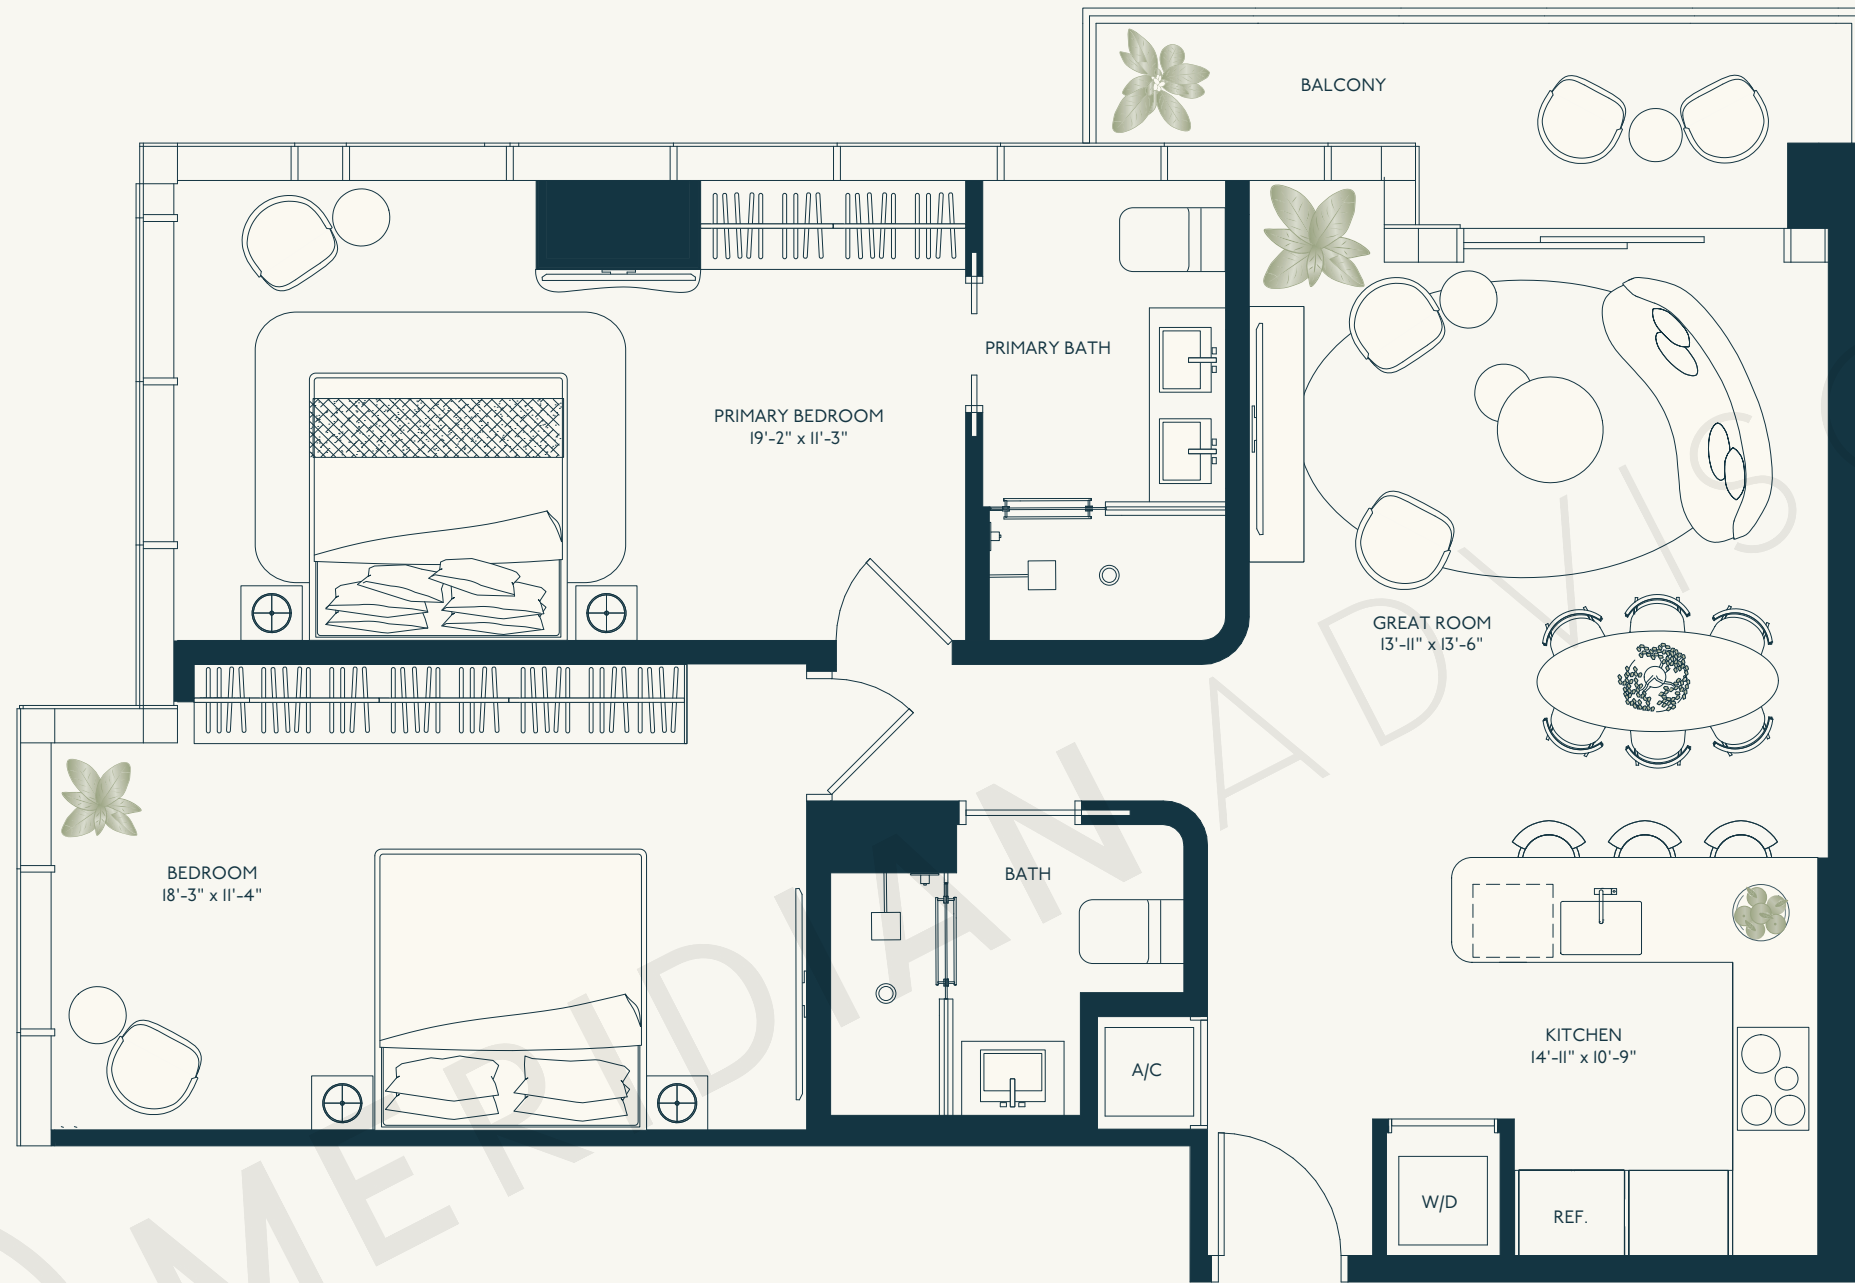 BALCONY
PRIMARY BATH
PRIMARY BEDROOM
19'-2" x 11'-3"
GREAT ROOM
13'-11" x 13'-6"
BEDROOM
18'-3" x 11'-4"
BATH
KITCHEN
14'-11" x 10'-9"
A/C
W/D
REF.
MERIDIAN ADVISO